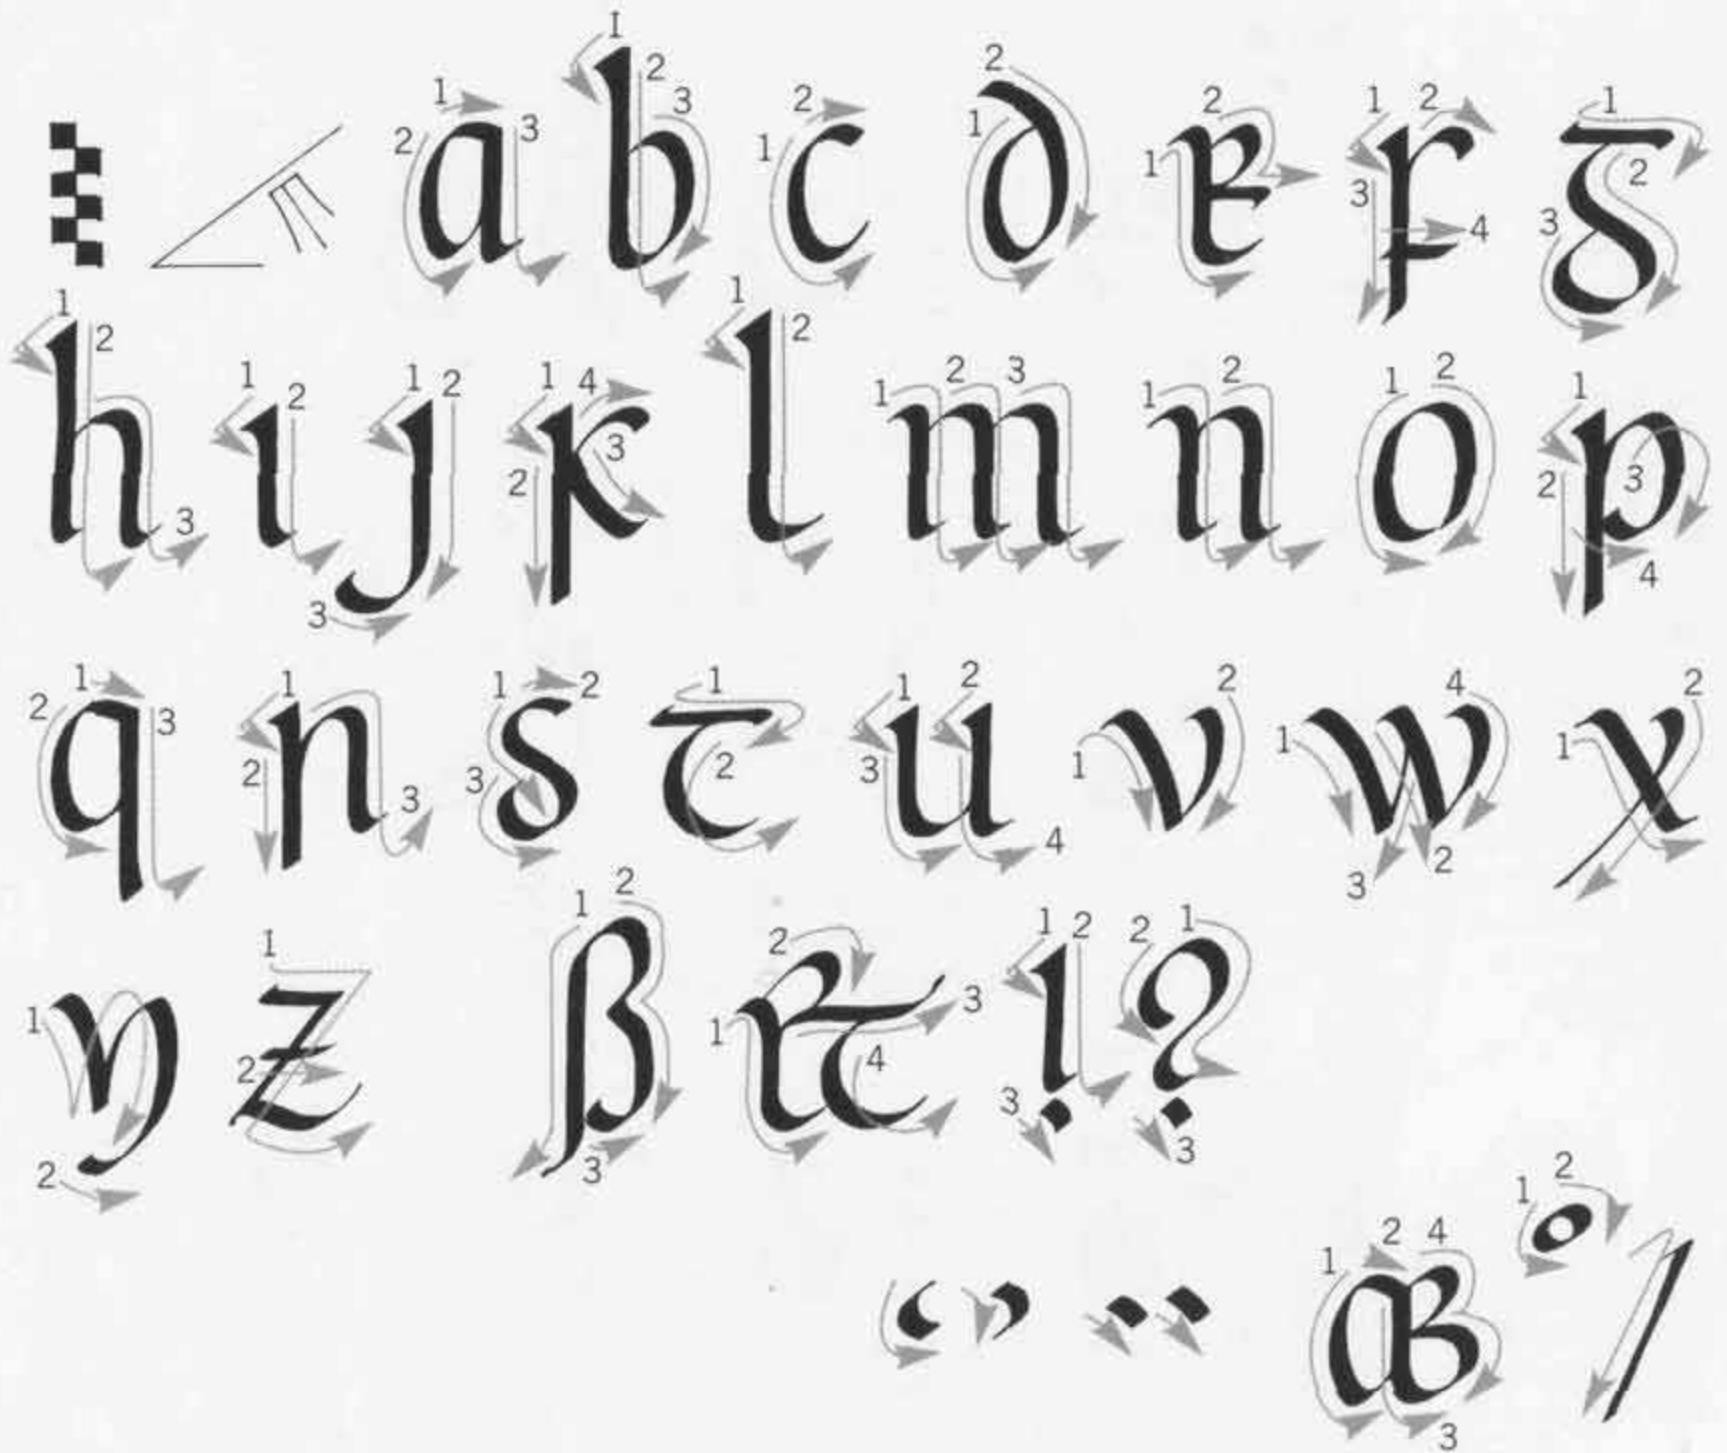 a b c d e f g
h i j k l m n o p
q r s t u v w x
y z ß & ! ?
‘ ’ ¨ æ °/